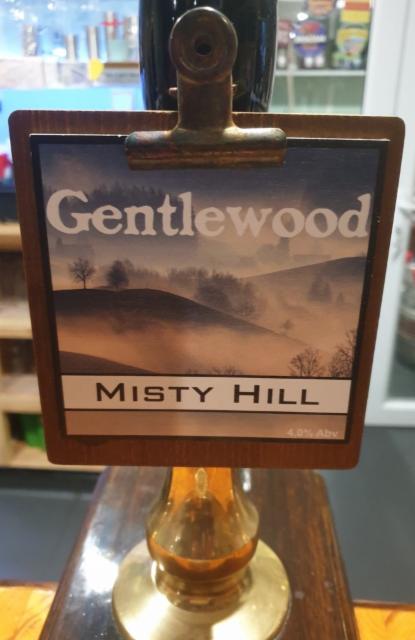 Gentlewood
MISTY HILL
4.0% Abv